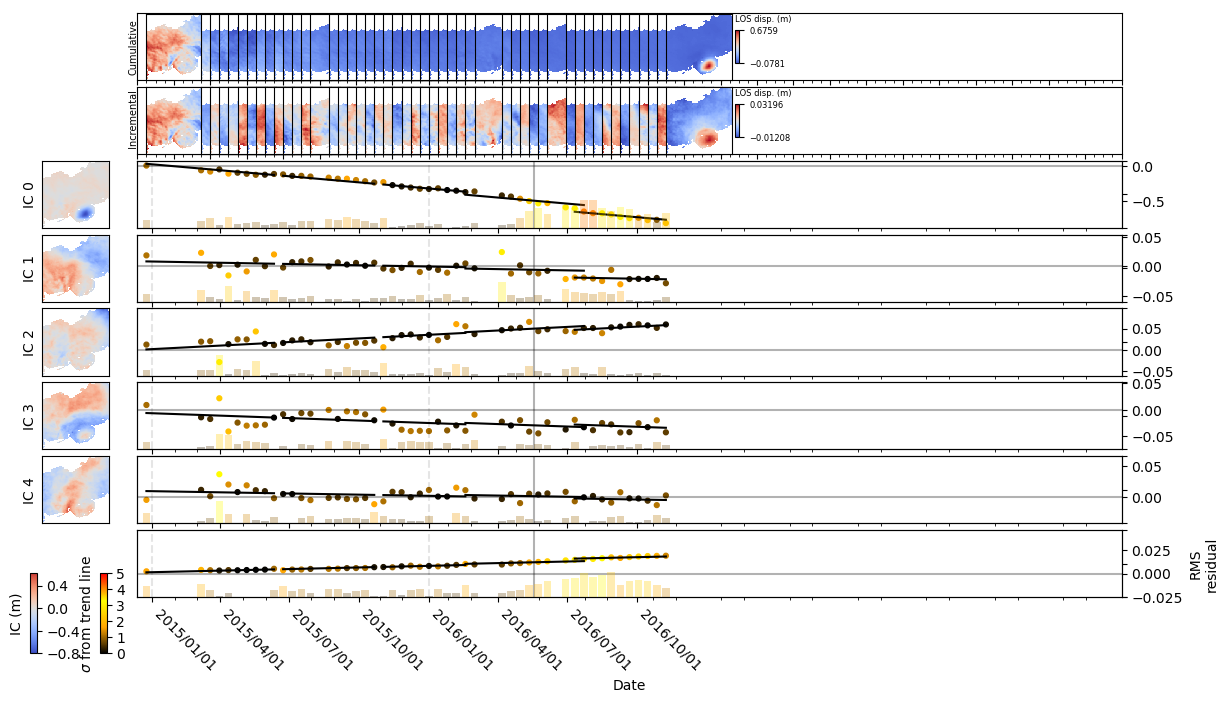 Cumulative
LOS disp. (m)
0.6759
−0.0781
Incremental
LOS disp. (m)
0.03196
−0.01208
IC 0
0.0
−0.5
IC 1
0.05
0.00
−0.05
IC 2
0.05
0.00
−0.05
IC 3
0.05
0.00
−0.05
IC 4
0.05
0.00
RMS
residual
0.025
0.000
−0.025
IC (m)
0.4
0.0
−0.4
−0.8
σ from trend line
5
4
3
2
1
0
2015/01/01
2015/04/01
2015/07/01
2015/10/01
2016/01/01
2016/04/01
2016/07/01
2016/10/01
Date